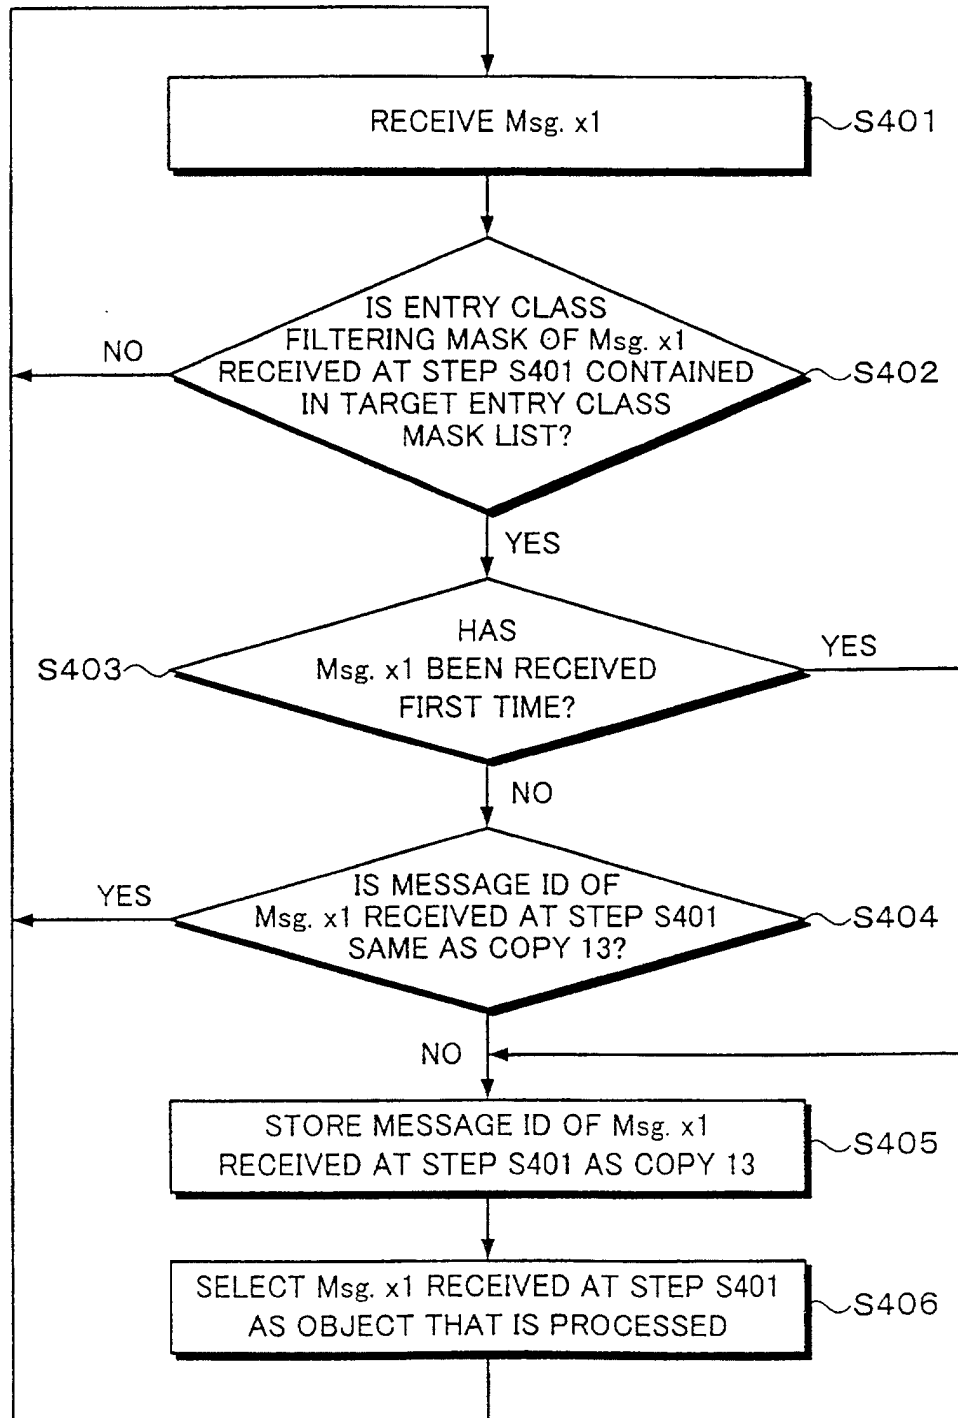 RECEIVE Msg. x1
S401
IS ENTRY CLASS
FILTERING MASK OF Msg. x1
RECEIVED AT STEP S401 CONTAINED
IN TARGET ENTRY CLASS
MASK LIST?
NO
S402
YES
HAS
Msg. x1 BEEN RECEIVED
FIRST TIME?
S403
YES
NO
IS MESSAGE ID OF
Msg. x1 RECEIVED AT STEP S401
SAME AS COPY 13?
YES
S404
NO
STORE MESSAGE ID OF Msg. x1
RECEIVED AT STEP S401 AS COPY 13
S405
SELECT Msg. x1 RECEIVED AT STEP S401
AS OBJECT THAT IS PROCESSED
S406